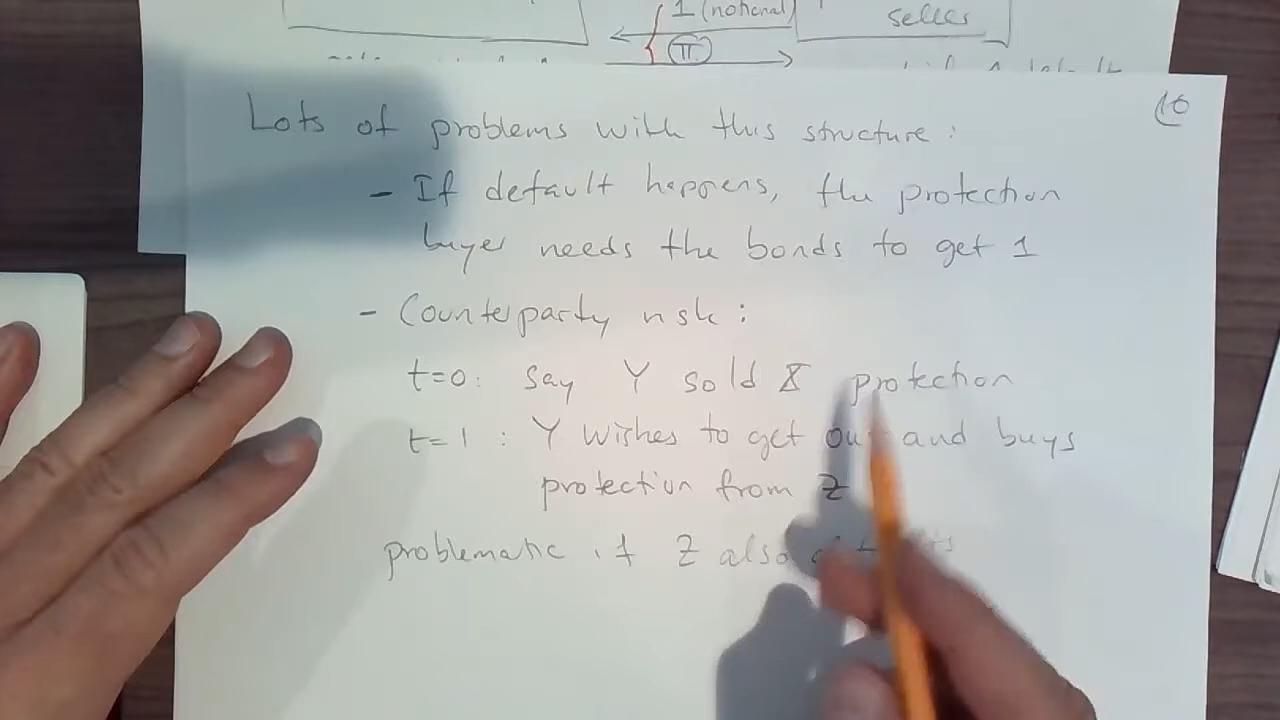 1 (notional)
seller
π
10
Lots of problems with this structure:
- If default happens, the protection
buyer needs the bonds to get 1
- Counterparty risk:
t=0: say Y sold X protection
t=1: Y wishes to get out and buys
protection from Z
problematic if Z also